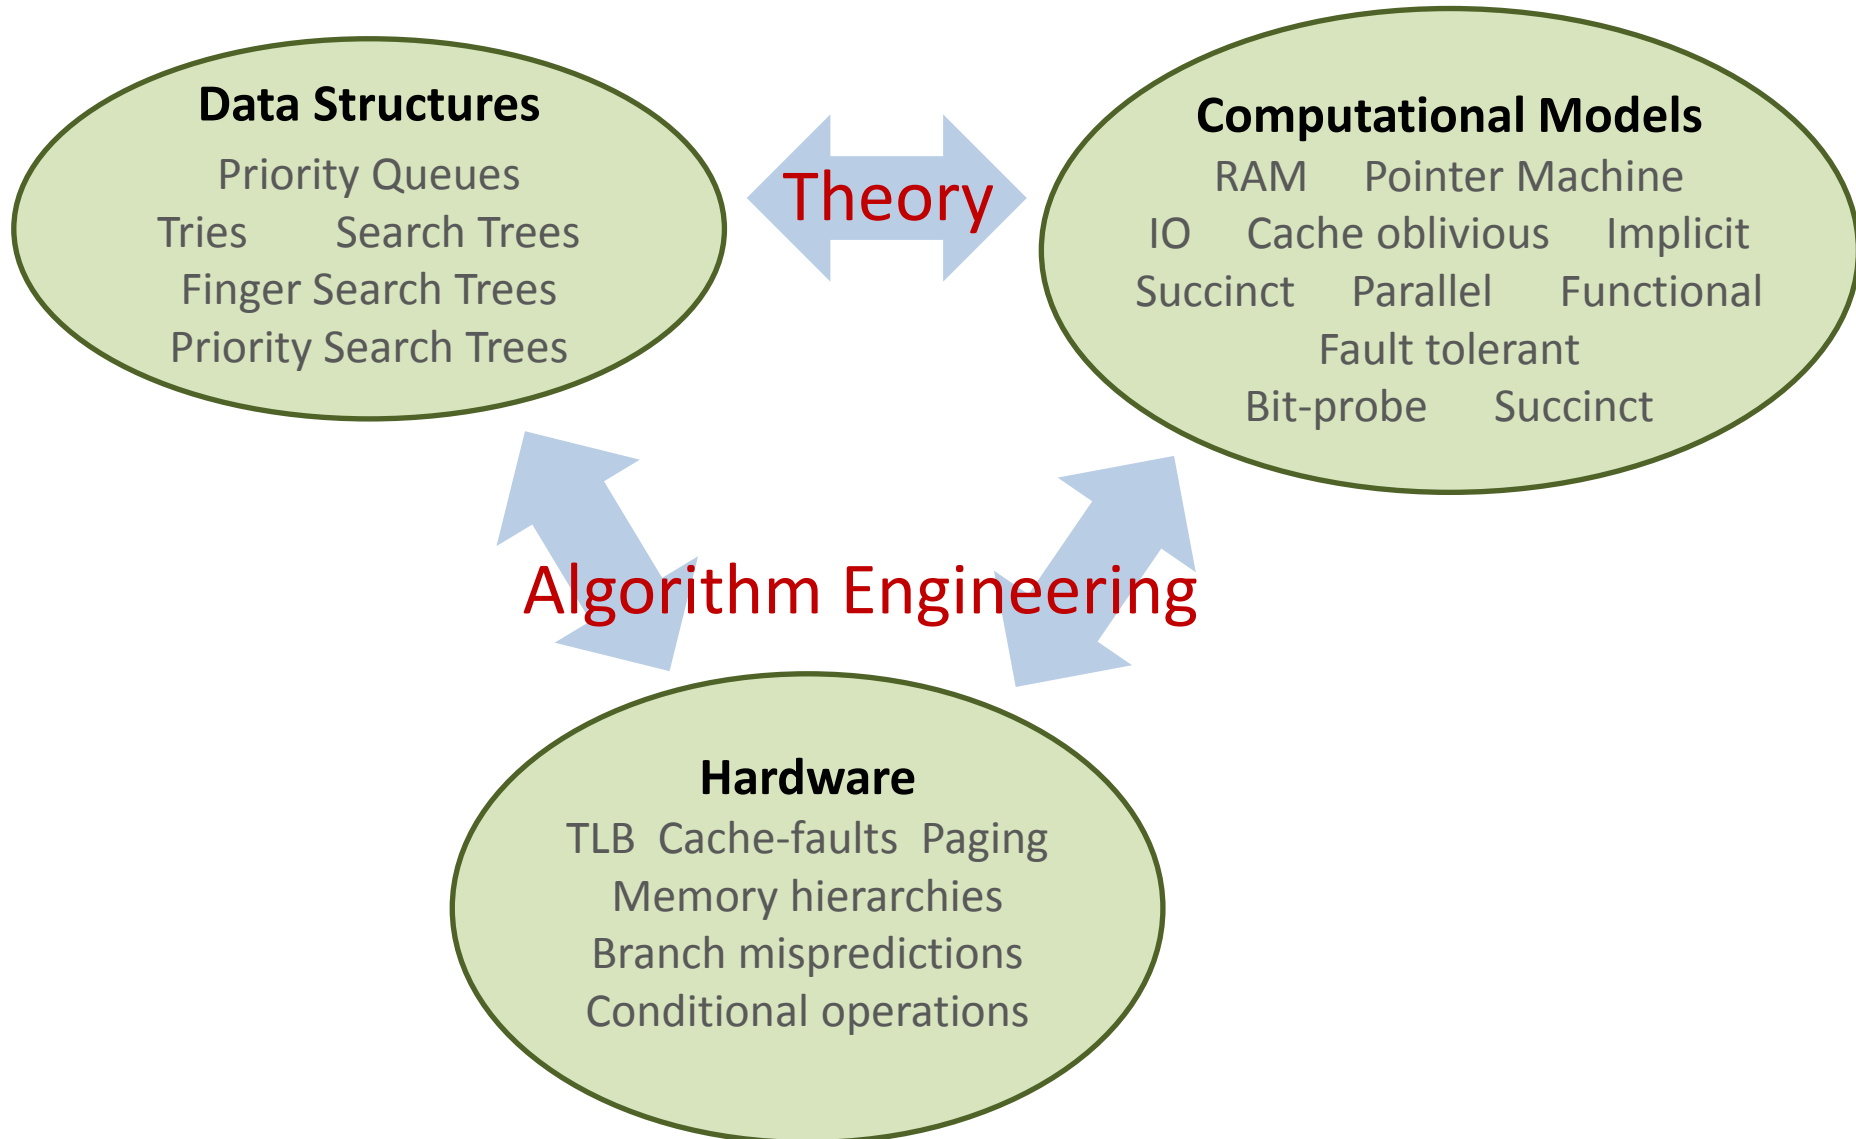 Data Structures
Priority Queues
Tries Search Trees
Finger Search Trees
Priority Search Trees
Theory
Computational Models
RAM Pointer Machine
IO Cache oblivious Implicit
Succinct Parallel Functional
Fault tolerant
Bit-probe Succinct
Algorithm Engineering
Hardware
TLB Cache-faults Paging
Memory hierarchies
Branch mispredictions
Conditional operations